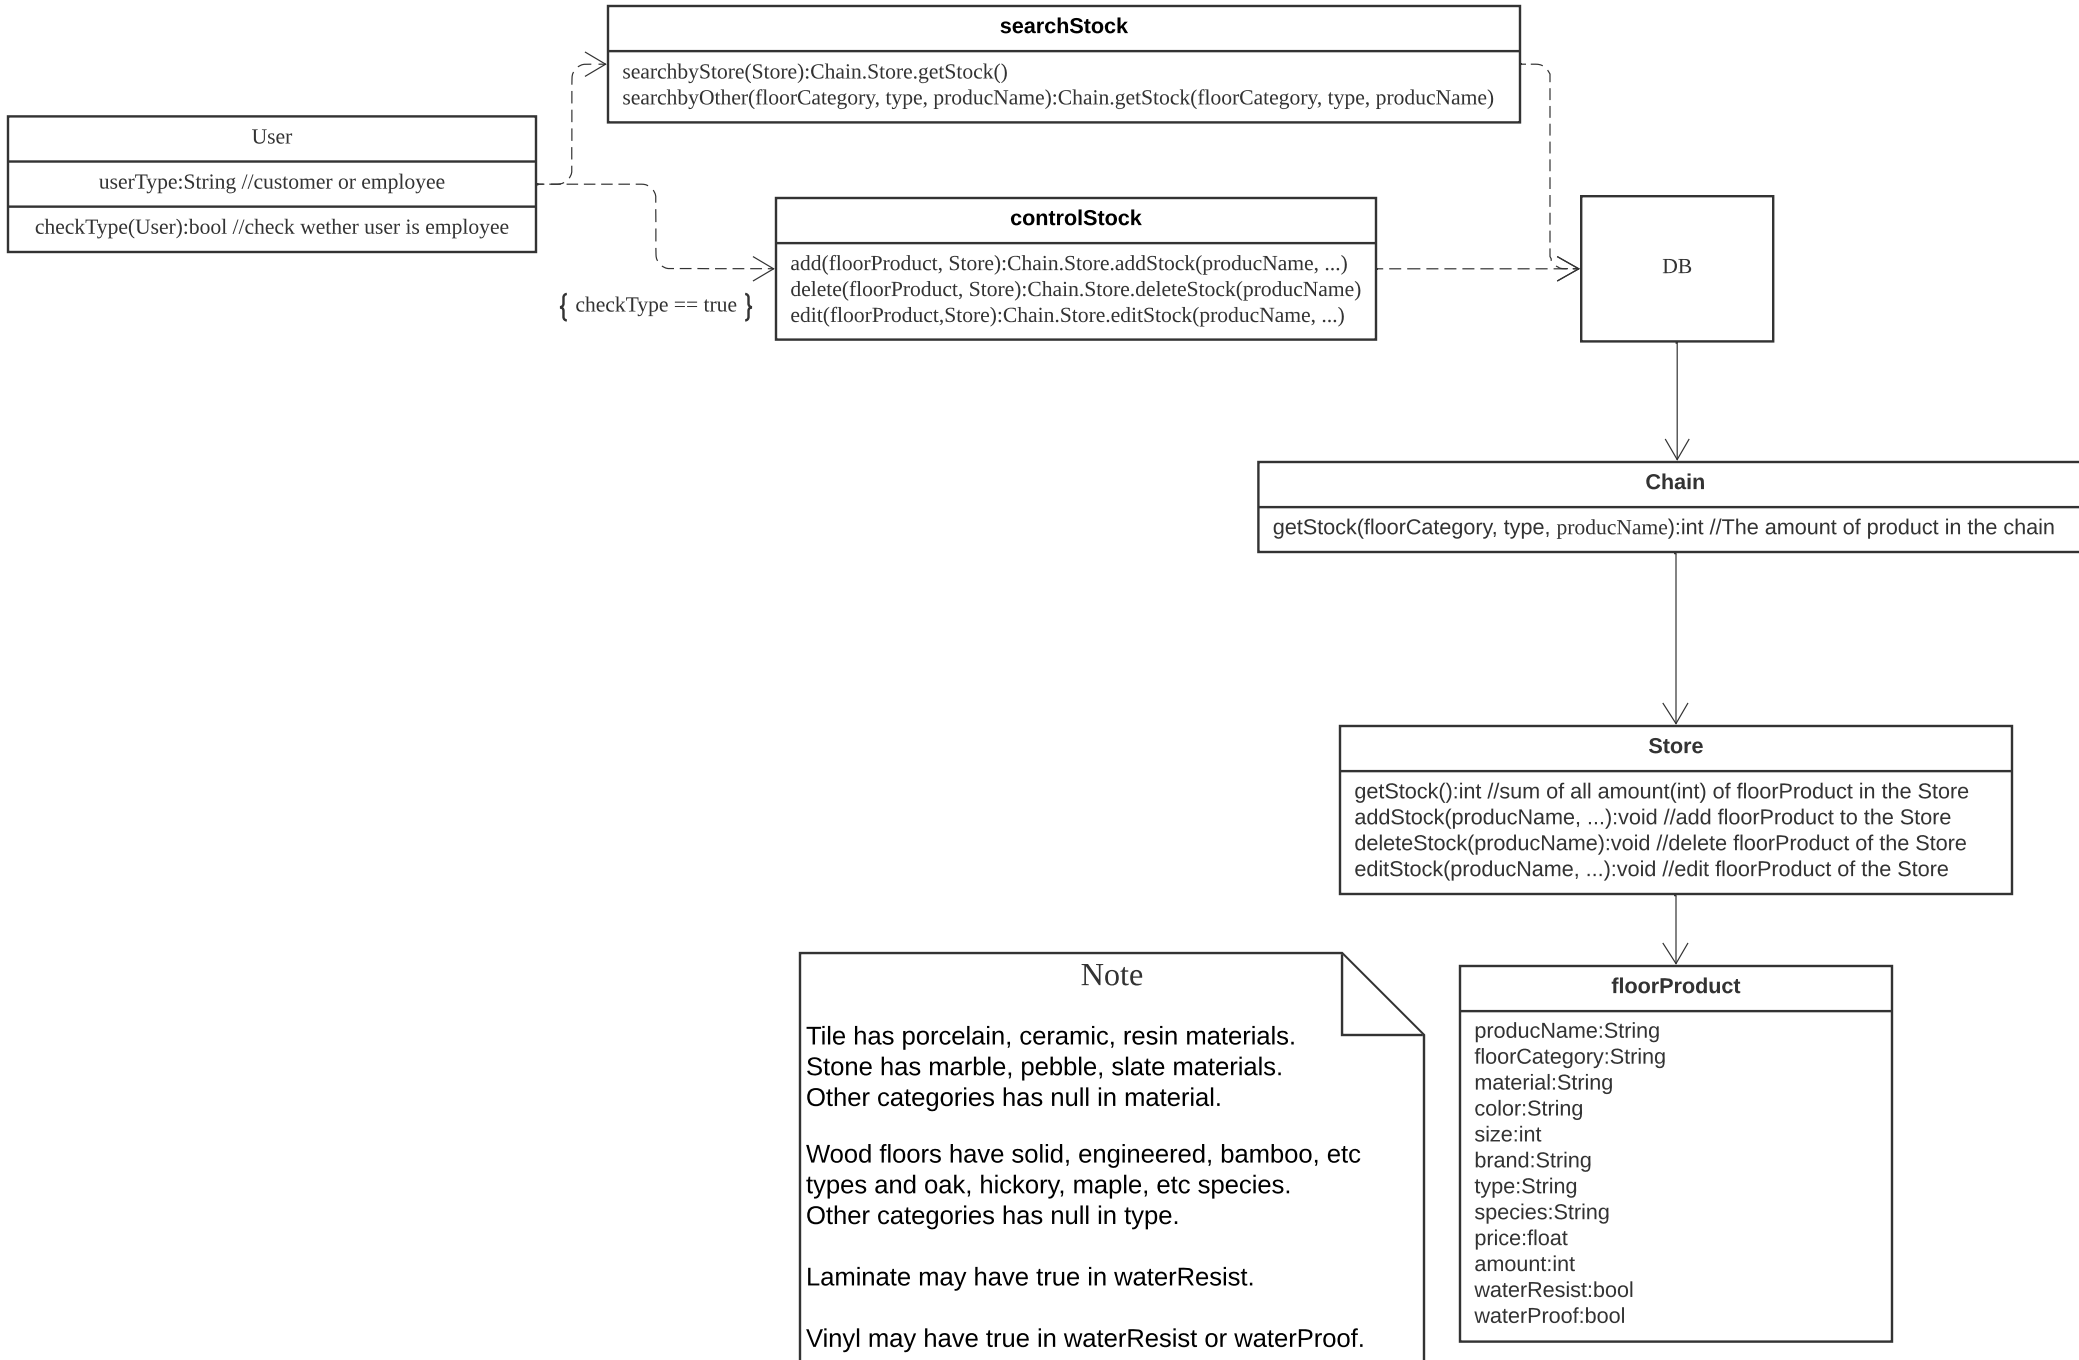 searchStock
searchbyStore(Store):Chain.Store.getStock()
searchbyOther(floorCategory, type, producName):Chain.getStock(floorCategory, type, producName)
User
userType:String //customer or employee
checkType(User):bool //check wether user is employee
controlStock
add(floorProduct, Store):Chain.Store.addStock(producName, ...)
delete(floorProduct, Store):Chain.Store.deleteStock(producName)
edit(floorProduct,Store):Chain.Store.editStock(producName, ...)
{ checkType == true }
DB
Chain
getStock(floorCategory, type, producName):int //The amount of product in the chain
Store
getStock():int //sum of all amount(int) of floorProduct in the Store
addStock(producName, ...):void //add floorProduct to the Store
deleteStock(producName):void //delete floorProduct of the Store
editStock(producName, ...):void //edit floorProduct of the Store
Note
Tile has porcelain, ceramic, resin materials.
Stone has marble, pebble, slate materials.
Other categories has null in material.
Wood floors have solid, engineered, bamboo, etc
types and oak, hickory, maple, etc species.
Other categories has null in type.
Laminate may have true in waterResist.
Vinyl may have true in waterResist or waterProof.
floorProduct
producName:String
floorCategory:String
material:String
color:String
size:int
brand:String
type:String
species:String
price:float
amount:int
waterResist:bool
waterProof:bool